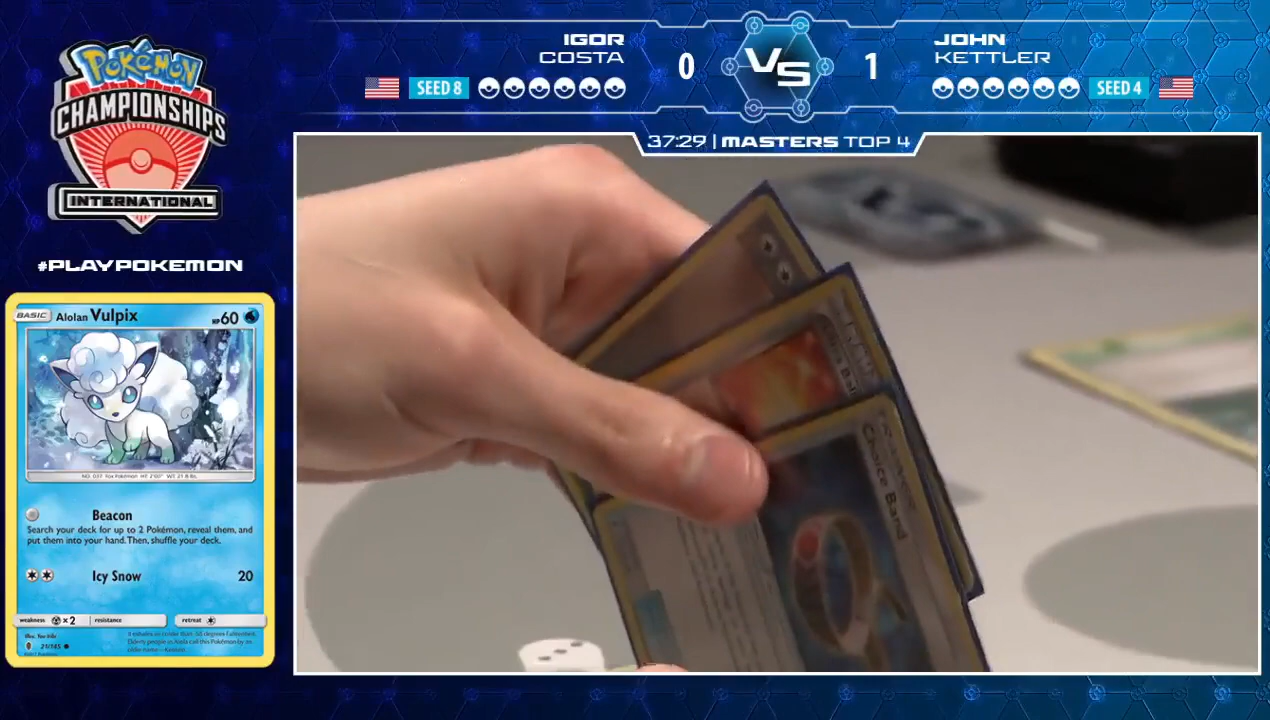 Pokémon
CHAMPIONSHIPS
INTERNATIONAL
#PLAYPOKEMON
IGOR
COSTA
0
VS
1
JOHN
KETTLER
SEED 8
SEED 4
37:29 | MASTERS TOP 4
BASIC Alolan Vulpix HP 60
Beacon
Search your deck for up to 2 Pokémon, reveal them, and
put them into your hand. Then, shuffle your deck.
Icy Snow 20
weakness ×2 resistance retreat
21/145
Choice Band